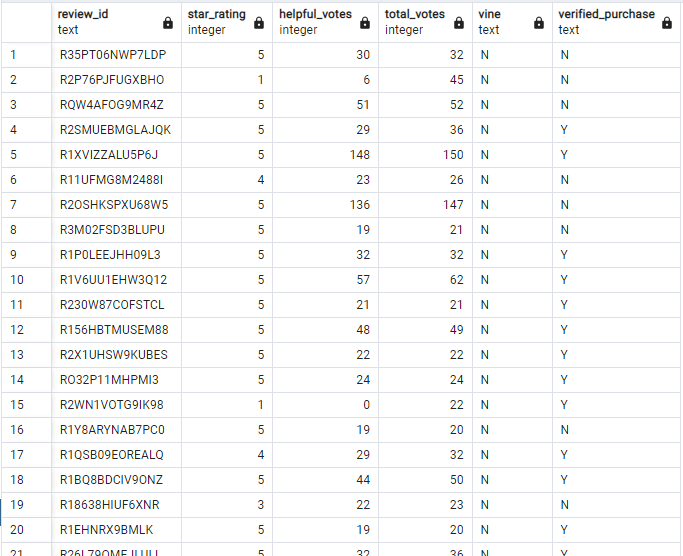 review_id star_rating helpful_votes total_votes vine verified_purchase
text integer integer integer text text
1 R35PT06NWP7LDP 5 30 32 N N
2 R2P76PJFUGXBHO 1 6 45 N N
3 RQW4AFOG9MR4Z 5 51 52 N N
4 R2SMUEBMGLAJQK 5 29 36 N Y
5 R1XVIZZALU5P6J 5 148 150 N Y
6 R11UFMG8M2488I 4 23 26 N N
7 R2OSHKSPXU68W5 5 136 147 N N
8 R3M02FSD3BLUPU 5 19 21 N N
9 R1P0LEEJHH09L3 5 32 32 N Y
10 R1V6UU1EHW3Q12 5 57 62 N Y
11 R230W87COFSTCL 5 21 21 N Y
12 R156HBTMUSEM88 5 48 49 N Y
13 R2X1UHSW9KUBES 5 22 22 N Y
14 RO32P11MHPMI3 5 24 24 N Y
15 R2WN1VOTG9IK98 1 0 22 N Y
16 R1Y8ARYNAB7PC0 5 19 20 N N
17 R1QSB09EOREALQ 4 29 32 N Y
18 R1BQ8BDCIV9ONZ 5 44 50 N Y
19 R18638HIUF6XNR 3 22 23 N N
20 R1EHNRX9BMLK 5 19 20 N Y
21 5 32 36 N Y